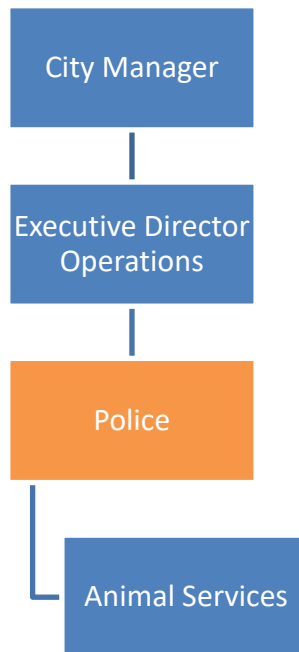 City Manager
Executive Director
Operations
Police
Animal Services